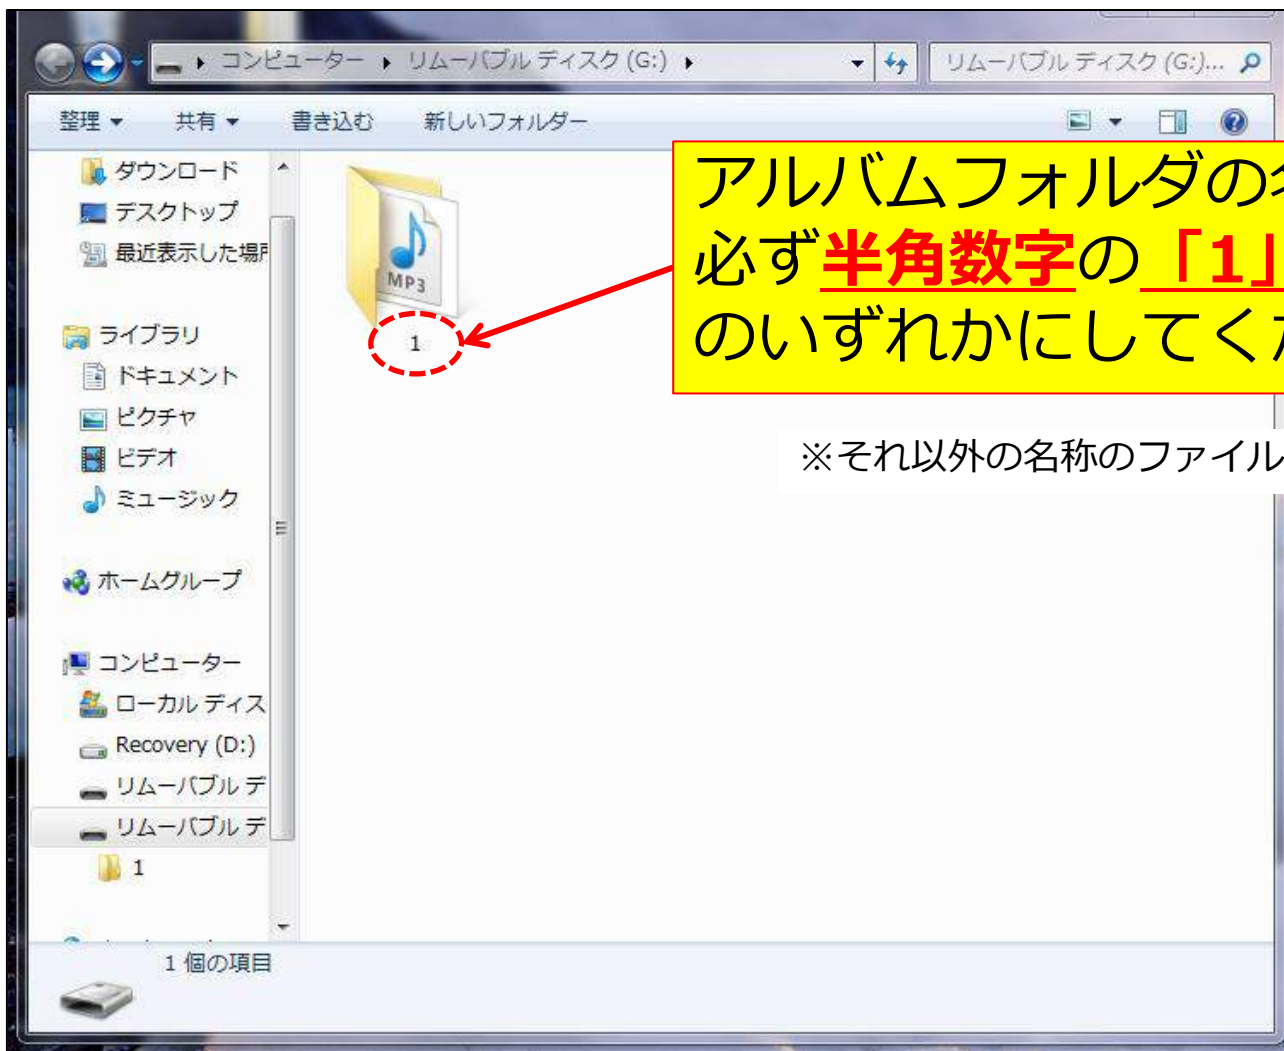 コンピューター リムーバブル ディスク (G:)
リムーバブル ディスク (G:)...
整理 共有 書き込む 新しいフォルダー
ダウンロード
デスクトップ
最近表示した場
ライブラリ
ドキュメント
ピクチャ
ビデオ
ミュージック
ホームグループ
コンピューター
ローカル ディス
Recovery (D:)
リムーバブル デ
リムーバブル デ
1
MP3
1
アルバムフォルダの
必ず半角数字の「1」
のいずれかにしてく
※それ以外の名称のファイル
1 個の項目